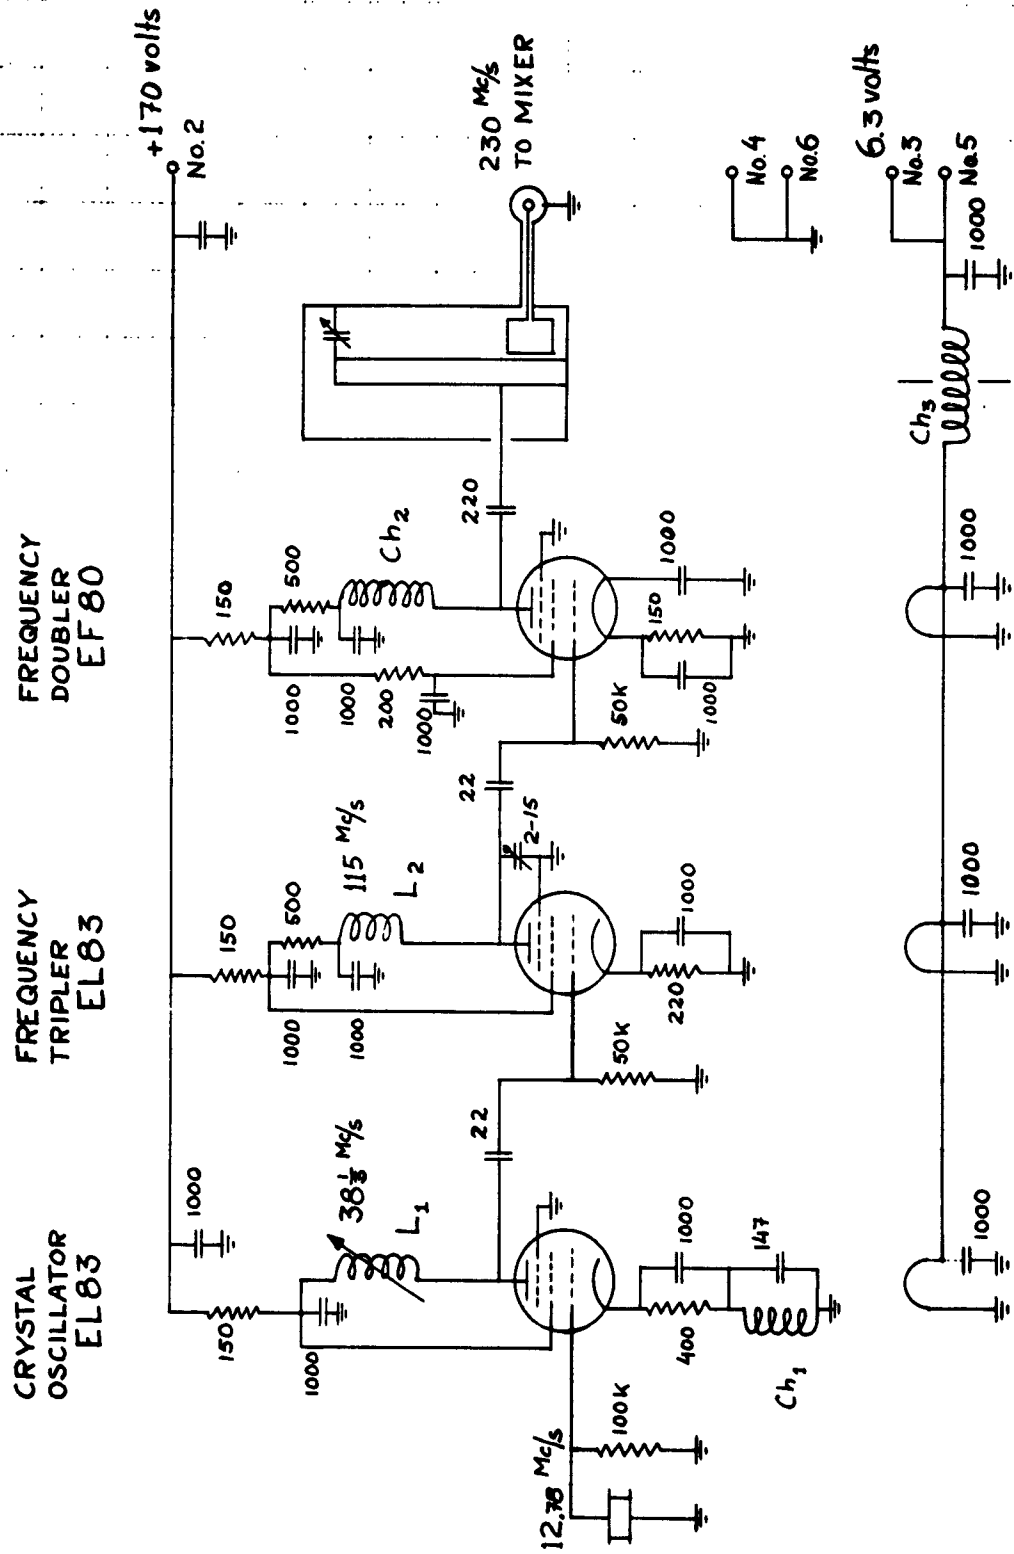 CRYSTAL
OSCILLATOR
EL83
FREQUENCY
TRIPLER
EL83
FREQUENCY
DOUBLER
EF80
+170 volts
No.2
1000
150
1000
38⅓ Mc/s
L1
22
12.78 Mc/s
100K
400
1000
147
Ch1
150
500
1000
1000
115 Mc/s
L2
22
2-15
50K
220
1000
150
500
1000
1000
200
1000
Ch2
220
50K
150
1000
1000
230 Mc/s
TO MIXER
No.4
No.6
6.3 volts
No.3
No.5
1000
Ch3
1000
1000
1000